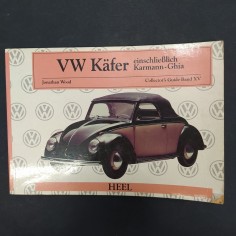 VW Käfer einschließlich
Karmann-Ghia
Jonathan Wood
Collector's Guide Band XV
HEEL